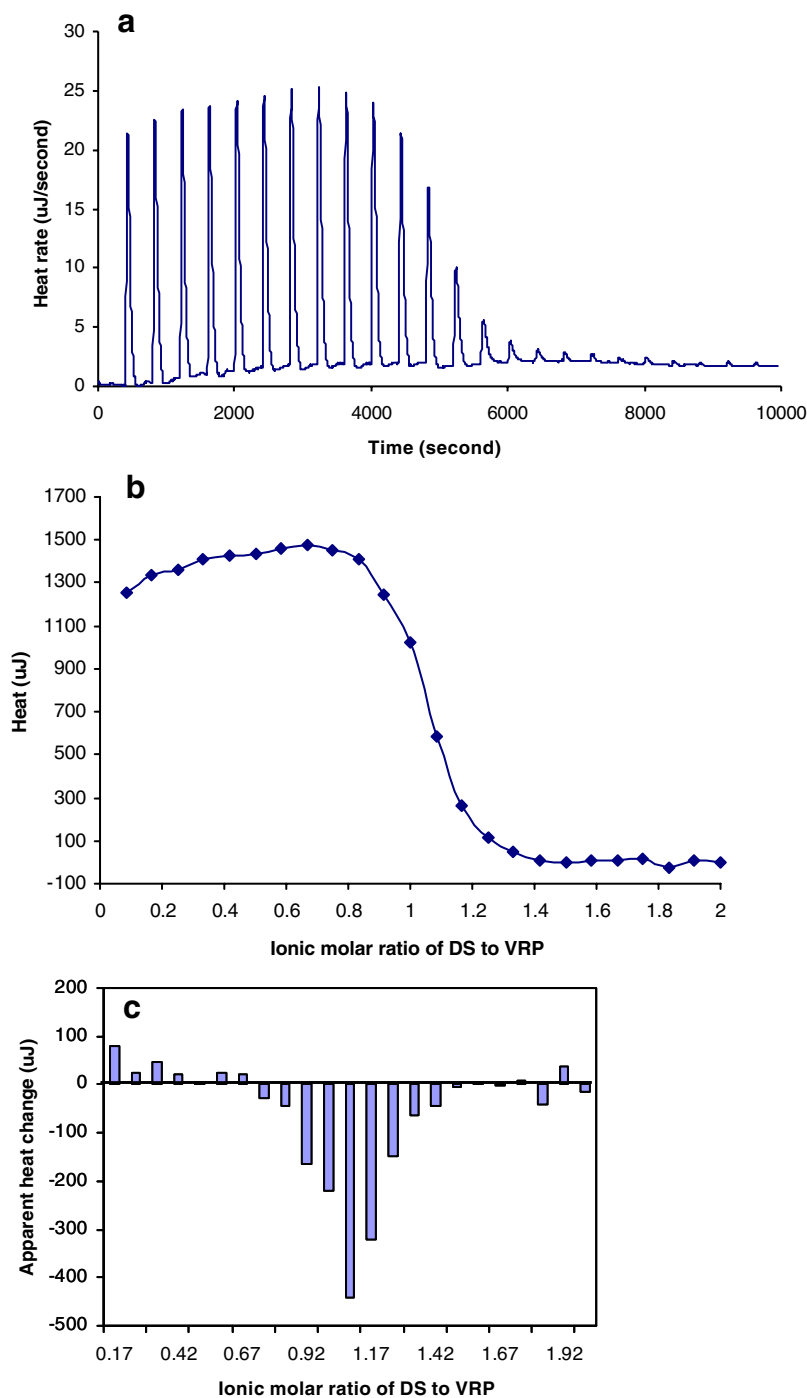 a
30
25
20
15
10
5
0
Heat rate (uJ/second)
0 2000 4000 6000 8000 10000
Time (second)
b
1700
1500
1300
1100
900
700
500
300
100
-100
Heat (uJ)
0 0.2 0.4 0.6 0.8 1 1.2 1.4 1.6 1.8 2
Ionic molar ratio of DS to VRP
c
200
100
0
-100
-200
-300
-400
-500
Apparent heat change (uJ)
0.17 0.42 0.67 0.92 1.17 1.42 1.67 1.92
Ionic molar ratio of DS to VRP